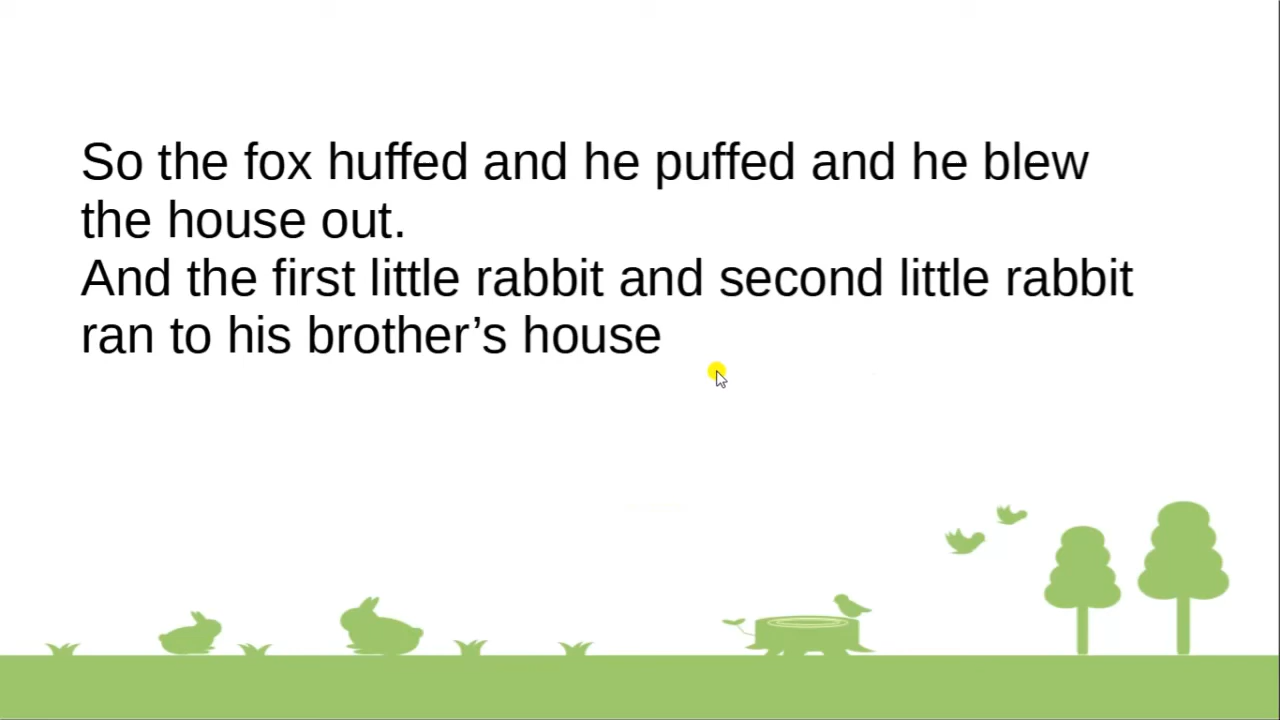 So the fox huffed and he puffed and he blew
the house out.
And the first little rabbit and second little rabbit
ran to his brother’s house